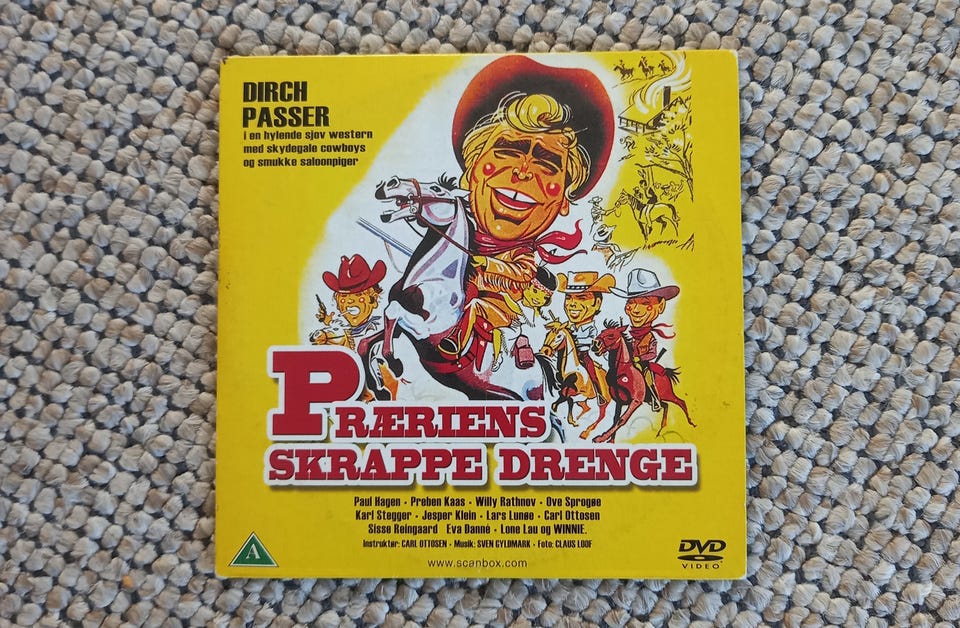 DIRCH
PASSER
i en hylende sjov western
med skydegale cowboys
og smukke saloonpiger
PRÆRIENS
SKRAPPE DRENGE
Paul Hagen • Preben Kaas • Willy Rathnov • Ove Sprogøe
Karl Stegger • Jesper Klein • Lars Lunøe • Carl Ottosen
Sisse Reingaard Eva Danné • Lone Lau og WINNIE.
Instruktør: CARL OTTOSEN • Musik: SVEN GYLDMARK • Foto: CLAUS LOOF
www.scanbox.com
A
DVD
VIDEO